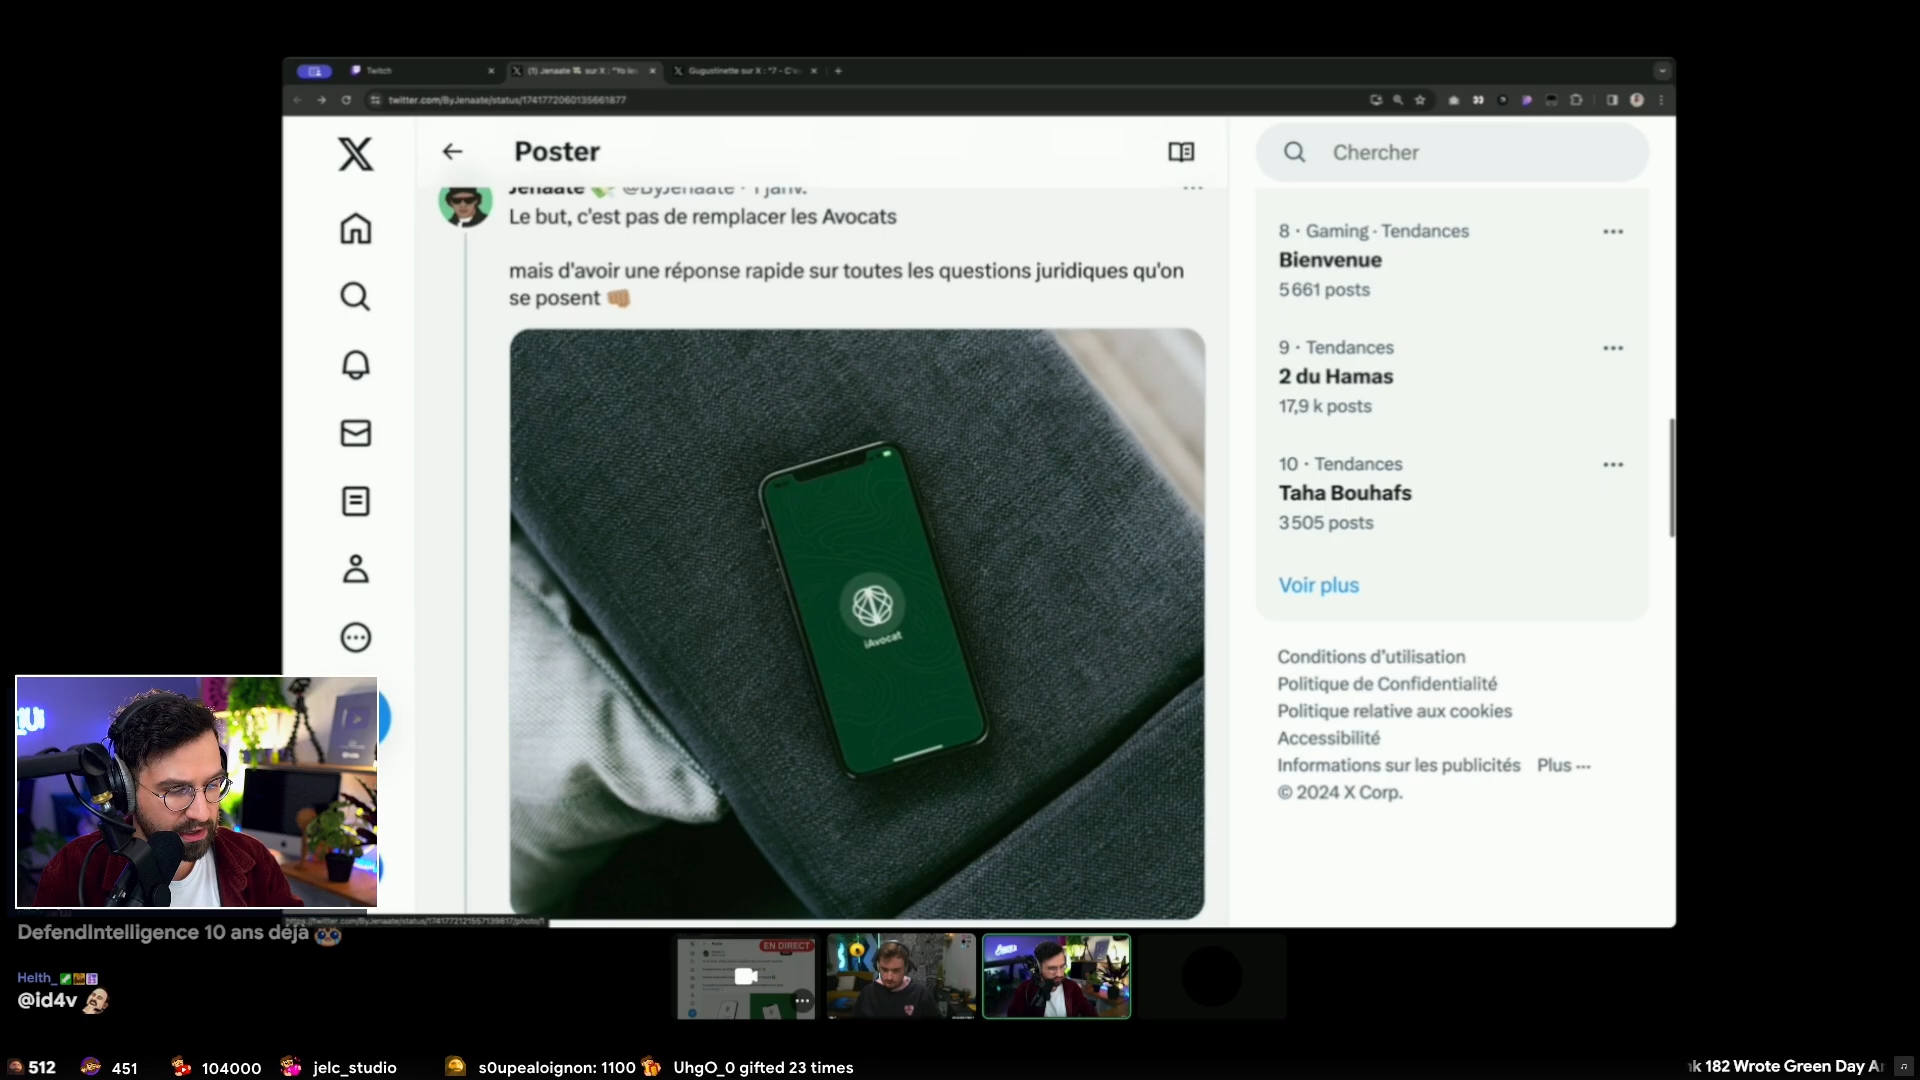 Twitch
(1) Jenaate sur X : "Yo les
Gugustinette sur X : "7 - C'e
twitter.com/ByJenaate/status/1741772060135661877
Poster
Chercher
Jenaate @ByJenaate · 1 janv.
Le but, c'est pas de remplacer les Avocats
mais d'avoir une réponse rapide sur toutes les questions juridiques qu'on
se posent
iAvocat
8 · Gaming · Tendances
Bienvenue
5 661 posts
9 · Tendances
2 du Hamas
17,9 k posts
10 · Tendances
Taha Bouhafs
3 505 posts
Voir plus
Conditions d'utilisation
Politique de Confidentialité
Politique relative aux cookies
Accessibilité
Informations sur les publicités Plus ···
© 2024 X Corp.
DefendIntelligence 10 ans déjà
Helth_
@id4v
EN DIRECT
512
451
104000
jelc_studio
s0upealoignon: 1100
UhgO_0 gifted 23 times
k 182 Wrote Green Day A